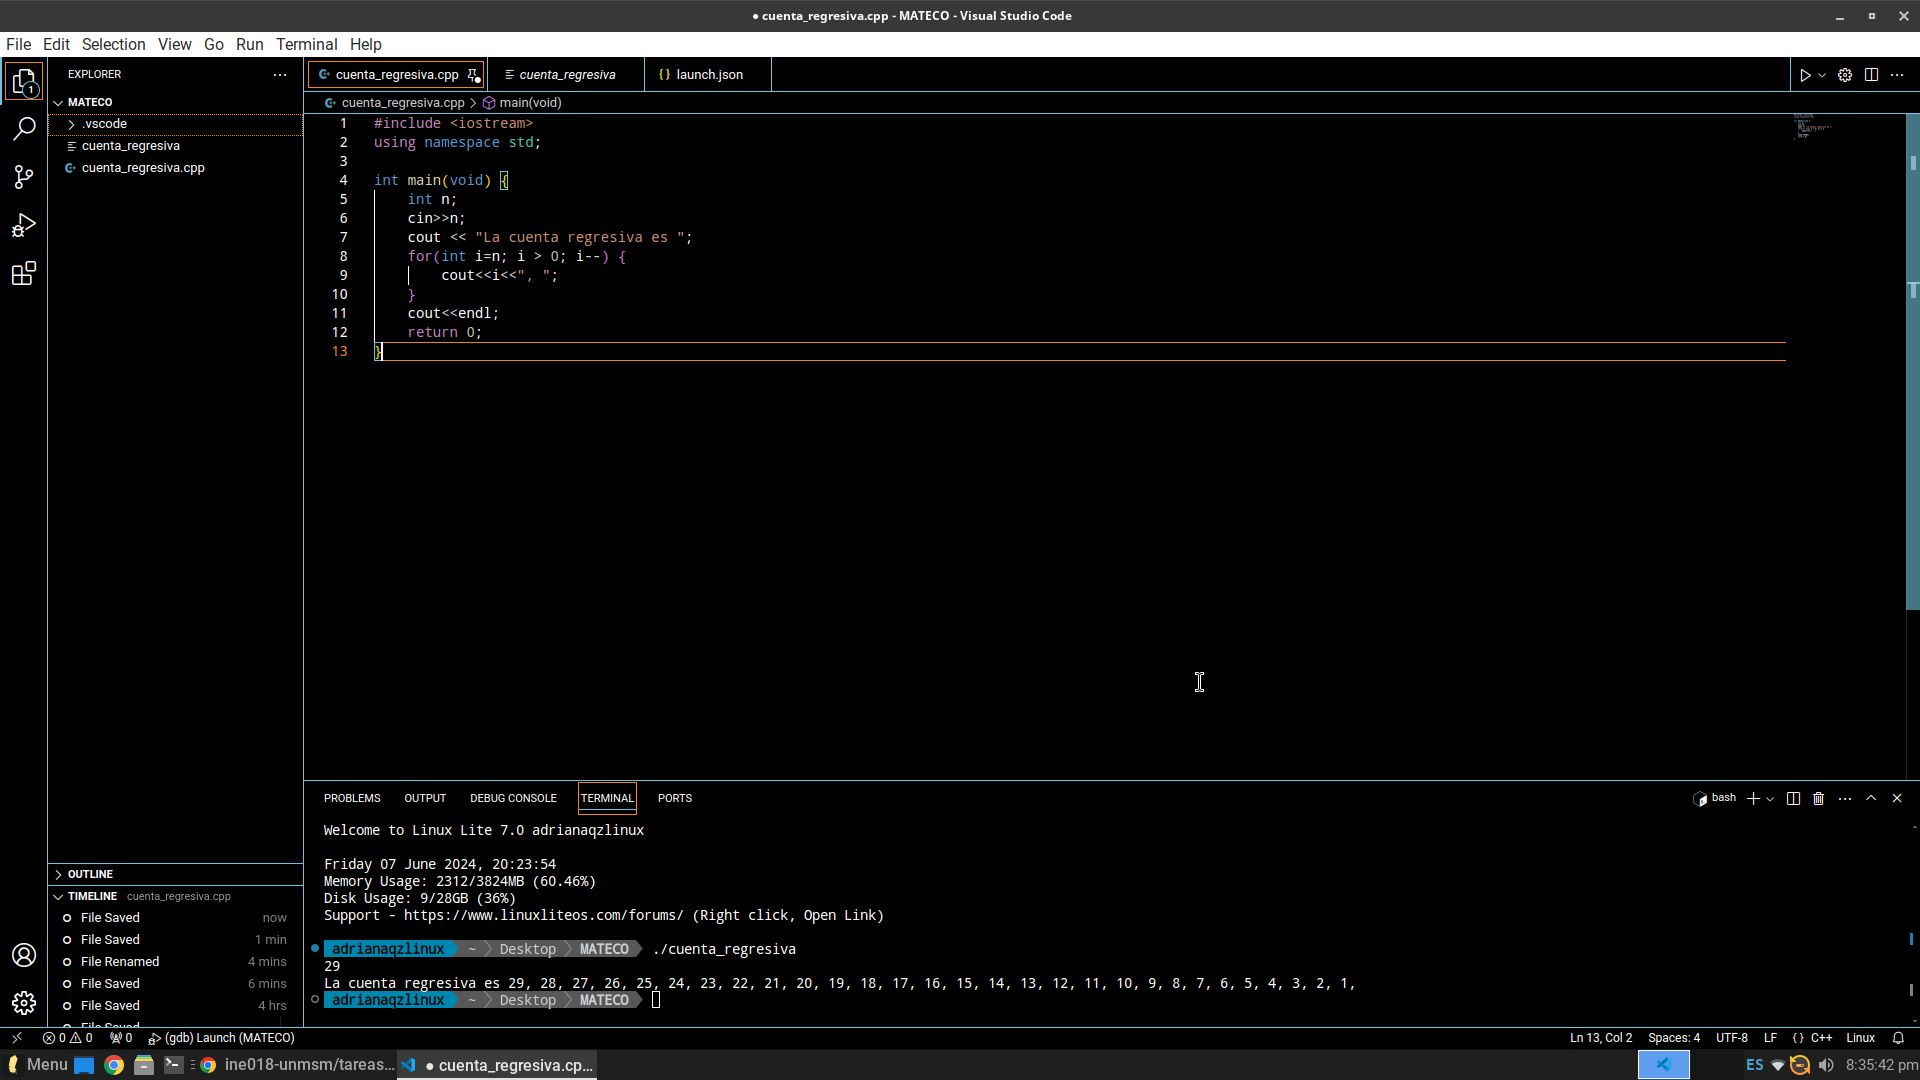 ● cuenta_regresiva.cpp - MATECO - Visual Studio Code
File Edit Selection View Go Run Terminal Help
EXPLORER
MATECO
.vscode
cuenta_regresiva
cuenta_regresiva.cpp
1
cuenta_regresiva.cpp
cuenta_regresiva
{} launch.json
cuenta_regresiva.cpp > main(void)
1 #include <iostream>
2 using namespace std;
3
4 int main(void) {
5 int n;
6 cin>>n;
7 cout << "La cuenta regresiva es ";
8 for(int i=n; i > 0; i--) {
9 cout<<i<<", ";
10 }
11 cout<<endl;
12 return 0;
13 }
OUTLINE
TIMELINE cuenta_regresiva.cpp
File Saved now
File Saved 1 min
File Renamed 4 mins
File Saved 6 mins
File Saved 4 hrs
File Saved
PROBLEMS OUTPUT DEBUG CONSOLE TERMINAL PORTS
bash
Welcome to Linux Lite 7.0 adrianaqzlinux
Friday 07 June 2024, 20:23:54
Memory Usage: 2312/3824MB (60.46%)
Disk Usage: 9/28GB (36%)
Support - https://www.linuxliteos.com/forums/ (Right click, Open Link)
adrianaqzlinux ~ Desktop MATECO ./cuenta_regresiva
29
La cuenta regresiva es 29, 28, 27, 26, 25, 24, 23, 22, 21, 20, 19, 18, 17, 16, 15, 14, 13, 12, 11, 10, 9, 8, 7, 6, 5, 4, 3, 2, 1,
adrianaqzlinux ~ Desktop MATECO
0 0 0 (gdb) Launch (MATECO)
Ln 13, Col 2 Spaces: 4 UTF-8 LF {} C++ Linux
Menu ine018-unmsm/tareas... ● cuenta_regresiva.cp... ES 8:35:42 pm